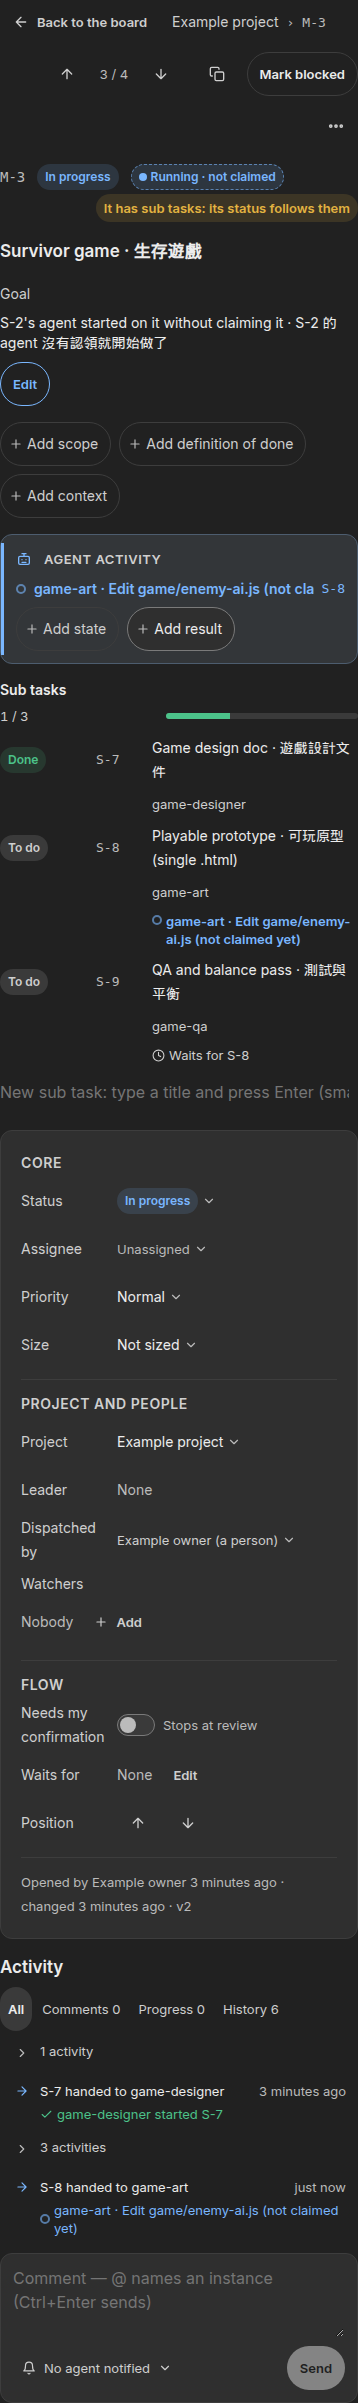 Back to the board Example project › M-3
3 / 4 Mark blocked
M-3 In progress Running · not claimed
It has sub tasks: its status follows them
Survivor game · 生存遊戲
Goal
S-2's agent started on it without claiming it · S-2 的
agent 沒有認領就開始做了
Edit
+ Add scope + Add definition of done
+ Add context
AGENT ACTIVITY
game-art · Edit game/enemy-ai.js (not cla S-8
+ Add state + Add result
Sub tasks
1 / 3
Done S-7 Game design doc · 遊戲設計文
件
game-designer
To do S-8 Playable prototype · 可玩原型
(single .html)
game-art
game-art · Edit game/enemy-
ai.js (not claimed yet)
To do S-9 QA and balance pass · 測試與
平衡
game-qa
Waits for S-8
New sub task: type a title and press Enter (sma
CORE
Status In progress
Assignee Unassigned
Priority Normal
Size Not sized
PROJECT AND PEOPLE
Project Example project
Leader None
Dispatched
by Example owner (a person)
Watchers
Nobody + Add
FLOW
Needs my
confirmation Stops at review
Waits for None Edit
Position
Opened by Example owner 3 minutes ago ·
changed 3 minutes ago · v2
Activity
All Comments 0 Progress 0 History 6
1 activity
S-7 handed to game-designer 3 minutes ago
game-designer started S-7
3 activities
S-8 handed to game-art just now
game-art · Edit game/enemy-ai.js (not claimed
yet)
Comment — @ names an instance
(Ctrl+Enter sends)
No agent notified Send